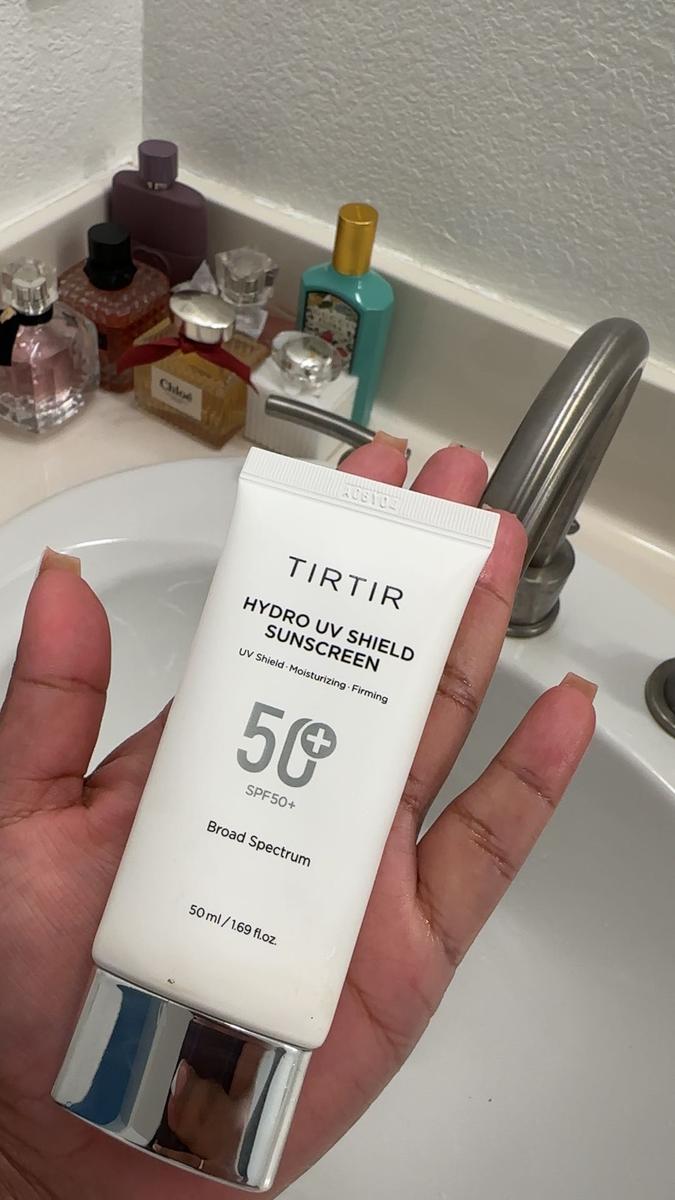 TIRTIR
HYDRO UV SHIELD
SUNSCREEN
UV Shield · Moisturizing · Firming
50+
SPF50+
Broad Spectrum
50 ml / 1.69 fl.oz.
Chloé